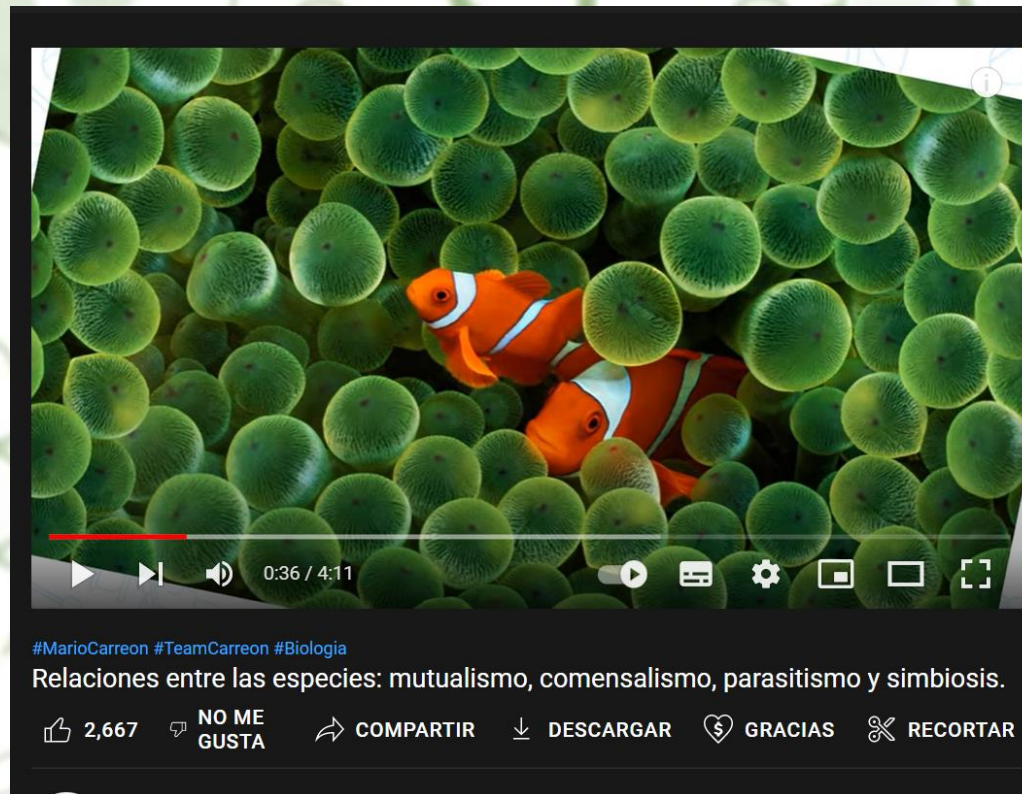 0:36 / 4:11
#MarioCarreon #TeamCarreon #Biologia
Relaciones entre las especies: mutualismo, comensalismo, parasitismo y simbiosis.
2,667 NO ME GUSTA COMPARTIR DESCARGAR GRACIAS RECORTAR